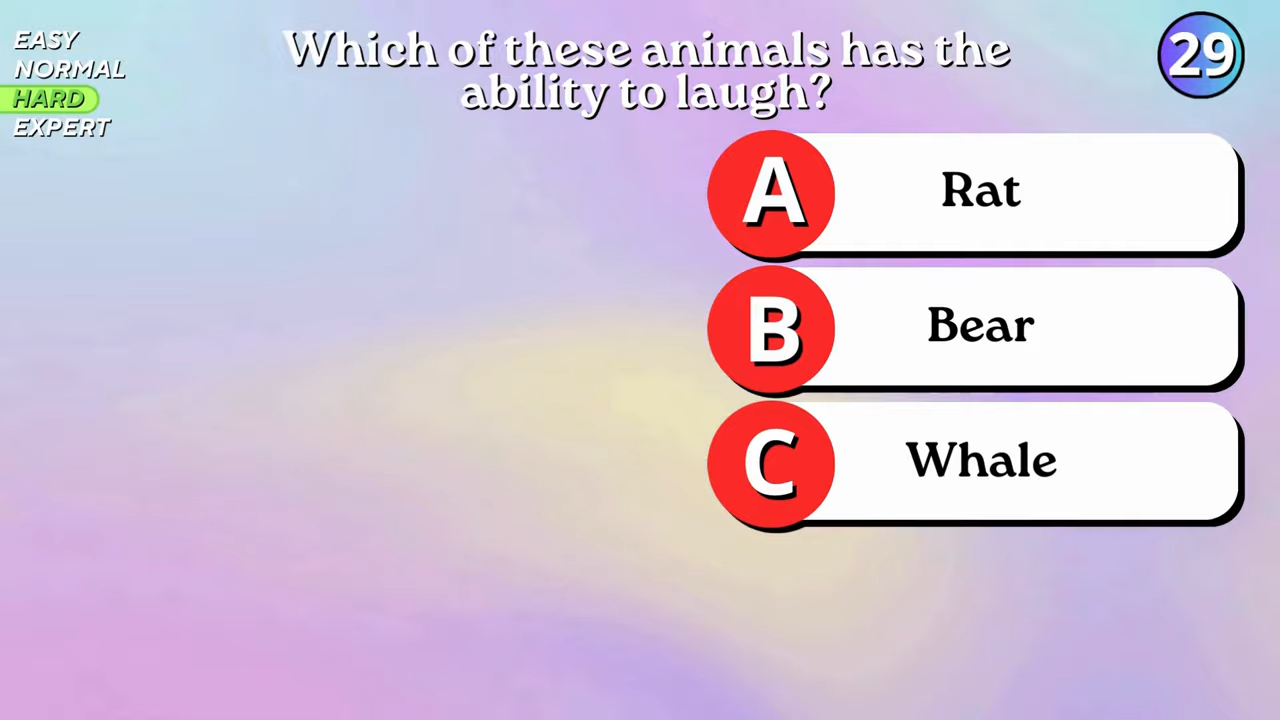 EASY
NORMAL
HARD
EXPERT
Which of these animals has the
ability to laugh?
29
A Rat
B Bear
C Whale